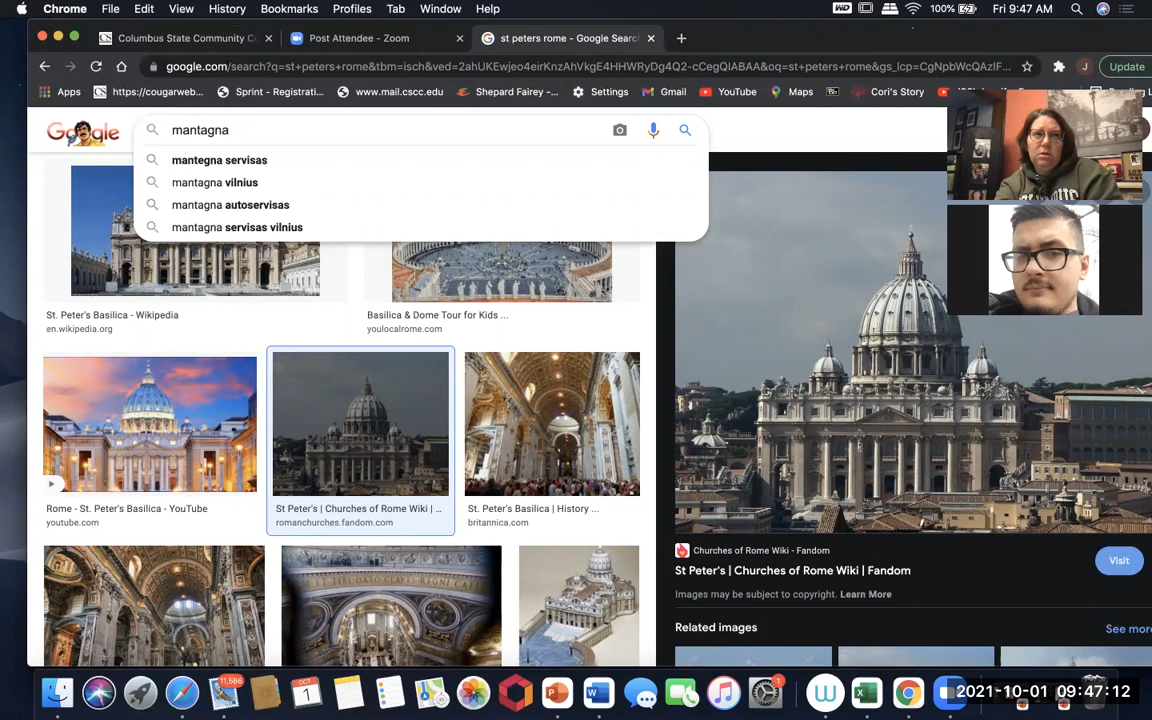 Chrome File Edit View History Bookmarks Profiles Tab Window Help WD 100% Fri 9:47 AM
Columbus State Community Co Post Attendee - Zoom st peters rome - Google Search
google.com/search?q=st+peters+rome&tbm=isch&ved=2ahUKEwjeo4eirKnzAhVkgE4HHWRyDg4Q2-cCegQIABAA&oq=st+peters+rome&gs_lcp=CgNpbWcQAzIF... Update
Apps https://cougarweb... Sprint - Registrati... www.mail.cscc.edu Shepard Fairey -... Settings Gmail YouTube Maps Cori's Story
mantagna
mantegna servisas
mantagna vilnius
mantagna autoservisas
mantagna servisas vilnius
St. Peter's Basilica - Wikipedia
en.wikipedia.org
Basilica & Dome Tour for Kids ...
youlocalrome.com
Rome - St. Peter's Basilica - YouTube
youtube.com
St Peter's | Churches of Rome Wiki | ...
romanchurches.fandom.com
St. Peter's Basilica | History ...
britannica.com
Churches of Rome Wiki - Fandom
St Peter's | Churches of Rome Wiki | Fandom
Visit
Images may be subject to copyright. Learn More
Related images
See more
11,586
OCT
1
1
2021-10-01 09:47:12